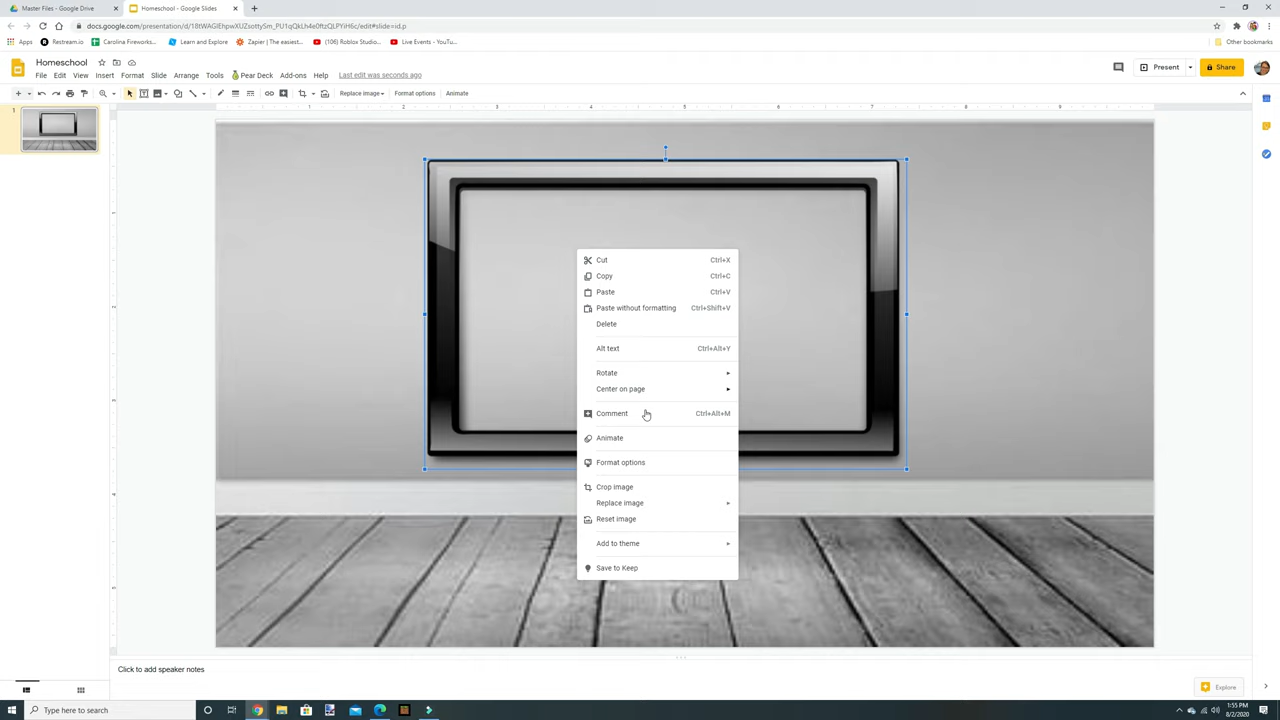 Master Files - Google Drive
Homeschool - Google Slides
docs.google.com/presentation/d/
Apps
Restream.io
Carolina Fireworks...
Learn and Explore
Zapier | The easiest...
(106) Roblox Studio...
Live Events - YouTu...
Other bookmarks
Homeschool
File Edit View Insert Format Slide Arrange Tools Pear Deck Add-ons Help Last edit was seconds ago
Present
Share
Replace image
Format options
Animate
1
Cut Ctrl+X
Copy Ctrl+C
Paste Ctrl+V
Paste without formatting Ctrl+Shift+V
Delete
Alt text Ctrl+Alt+Y
Rotate
Center on page
Comment Ctrl+Alt+M
Animate
Format options
Crop image
Replace image
Reset image
Add to theme
Save to Keep
Click to add speaker notes
Explore
Type here to search
1:55 PM
8/2/2020